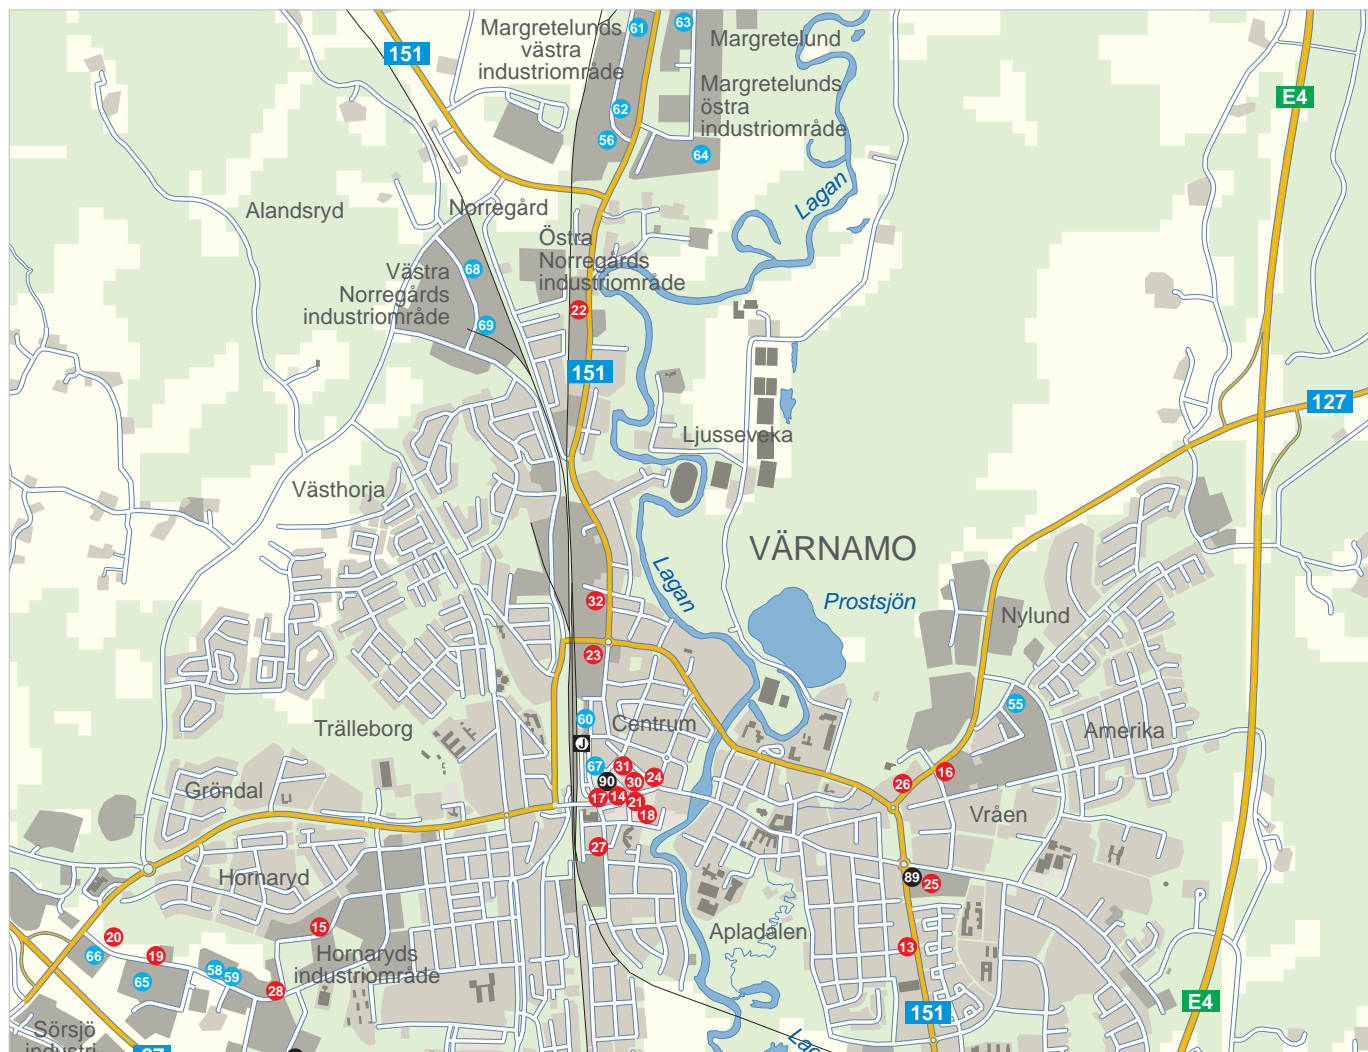 61
63
Margretelunds
västra
industriområde
Margretelund
151
Margretelunds
östra
industriområde
E4
62
56
64
Lagan
Alandsryd
Norregård
Östra
Norregårds
industriområde
Västra
Norregårds
industriområde
68
69
22
151
127
Ljusseveka
Västhorja
VÄRNAMO
Lagan
Prostsjön
32
Nylund
23
55
60
Centrum
Trälleborg
Amerika
J
67
31
90
30
24
26
16
Gröndal
17
14
21
18
Vråen
27
Hornaryd
89
25
15
Apladalen
20
19
13
66
58
59
Hornaryds
industriområde
65
28
E4
151
Sörsjö
industri
27